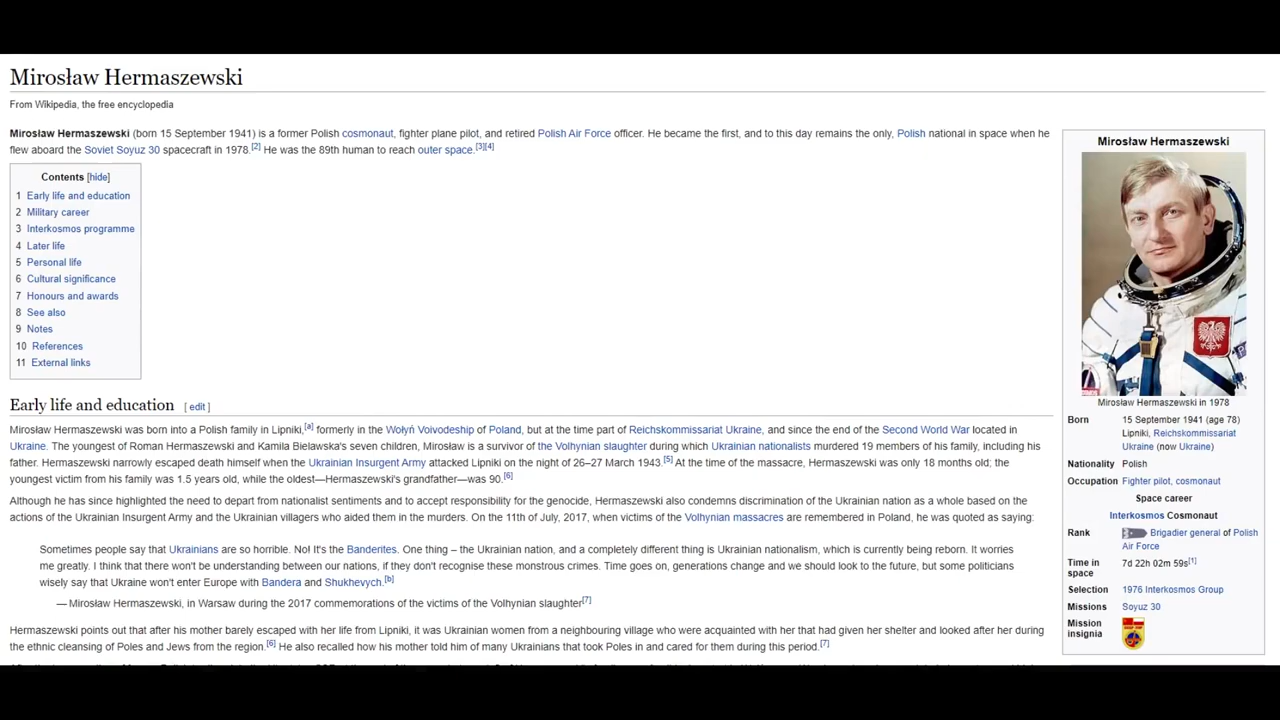 Mirosław Hermaszewski
From Wikipedia, the free encyclopedia
Mirosław Hermaszewski (born 15 September 1941) is a former Polish cosmonaut, fighter plane pilot, and retired Polish Air Force officer. He became the first, and to this day remains the only, Polish national in space when he
flew aboard the Soviet Soyuz 30 spacecraft in 1978.[2] He was the 89th human to reach outer space.[3][4]
Contents [hide]
1 Early life and education
2 Military career
3 Interkosmos programme
4 Later life
5 Personal life
6 Cultural significance
7 Honours and awards
8 See also
9 Notes
10 References
11 External links
Early life and education [ edit ]
Mirosław Hermaszewski was born into a Polish family in Lipniki,[a] formerly in the Wołyń Voivodeship of Poland, but at the time part of Reichskommissariat Ukraine, and since the end of the Second World War located in
Ukraine. The youngest of Roman Hermaszewski and Kamila Bielawska's seven children, Mirosław is a survivor of the Volhynian slaughter during which Ukrainian nationalists murdered 19 members of his family, including his
father. Hermaszewski narrowly escaped death himself when the Ukrainian Insurgent Army attacked Lipniki on the night of 26–27 March 1943.[5] At the time of the massacre, Hermaszewski was only 18 months old; the
youngest victim from his family was 1.5 years old, while the oldest—Hermaszewski's grandfather—was 90.[6]
Although he has since highlighted the need to depart from nationalist sentiments and to accept responsibility for the genocide, Hermaszewski also condemns discrimination of the Ukrainian nation as a whole based on the
actions of the Ukrainian Insurgent Army and the Ukrainian villagers who aided them in the murders. On the 11th of July, 2017, when victims of the Volhynian massacres are remembered in Poland, he was quoted as saying:
Sometimes people say that Ukrainians are so horrible. No! It's the Banderites. One thing – the Ukrainian nation, and a completely different thing is Ukrainian nationalism, which is currently being reborn. It worries
me greatly. I think that there won't be understanding between our nations, if they don't recognise these monstrous crimes. Time goes on, generations change and we should look to the future, but some politicians
wisely say that Ukraine won't enter Europe with Bandera and Shukhevych.[b]
— Mirosław Hermaszewski, in Warsaw during the 2017 commemorations of the victims of the Volhynian slaughter[7]
Hermaszewski points out that after his mother barely escaped with her life from Lipniki, it was Ukrainian women from a neighbouring village who were acquainted with her that had given her shelter and looked after her during
the ethnic cleansing of Poles and Jews from the region.[6] He also recalled how his mother told him of many Ukrainians that took Poles in and cared for them during this period.[7]
Mirosław Hermaszewski
Mirosław Hermaszewski in 1978
Born 15 September 1941 (age 78)
Lipniki, Reichskommissariat
Ukraine (now Ukraine)
Nationality Polish
Occupation Fighter pilot, cosmonaut
Space career
Interkosmos Cosmonaut
Rank Brigadier general of Polish
Air Force
Time in 7d 22h 02m 59s[1]
space
Selection 1976 Interkosmos Group
Missions Soyuz 30
Mission
insignia